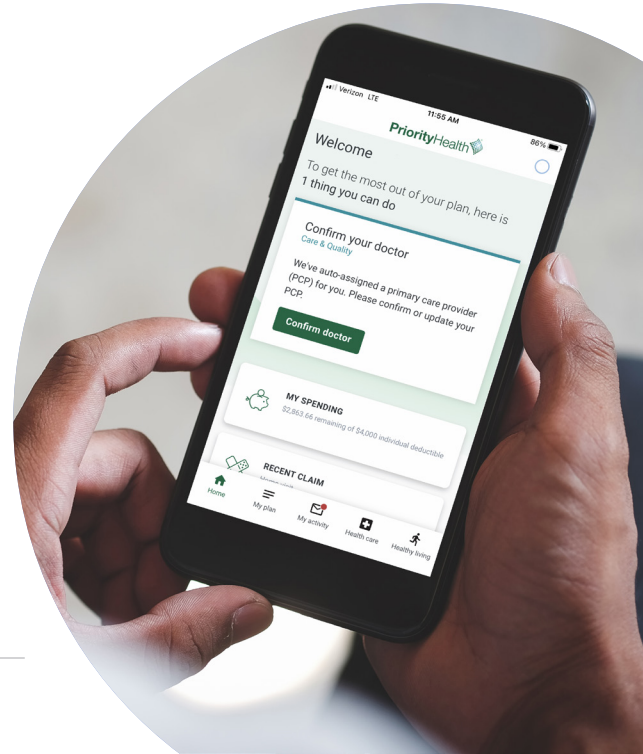 Verizon LTE
11:55 AM
86%
PriorityHealth
Welcome
To get the most out of your plan, here is
1 thing you can do
Confirm your doctor
Care & Quality
We've auto-assigned a primary care provider
(PCP) for you. Please confirm or update your
PCP.
Confirm doctor
MY SPENDING
$2,863.66 remaining of $4,000 individual deductible
RECENT CLAIM
Home
My plan
My activity
Health care
Healthy living